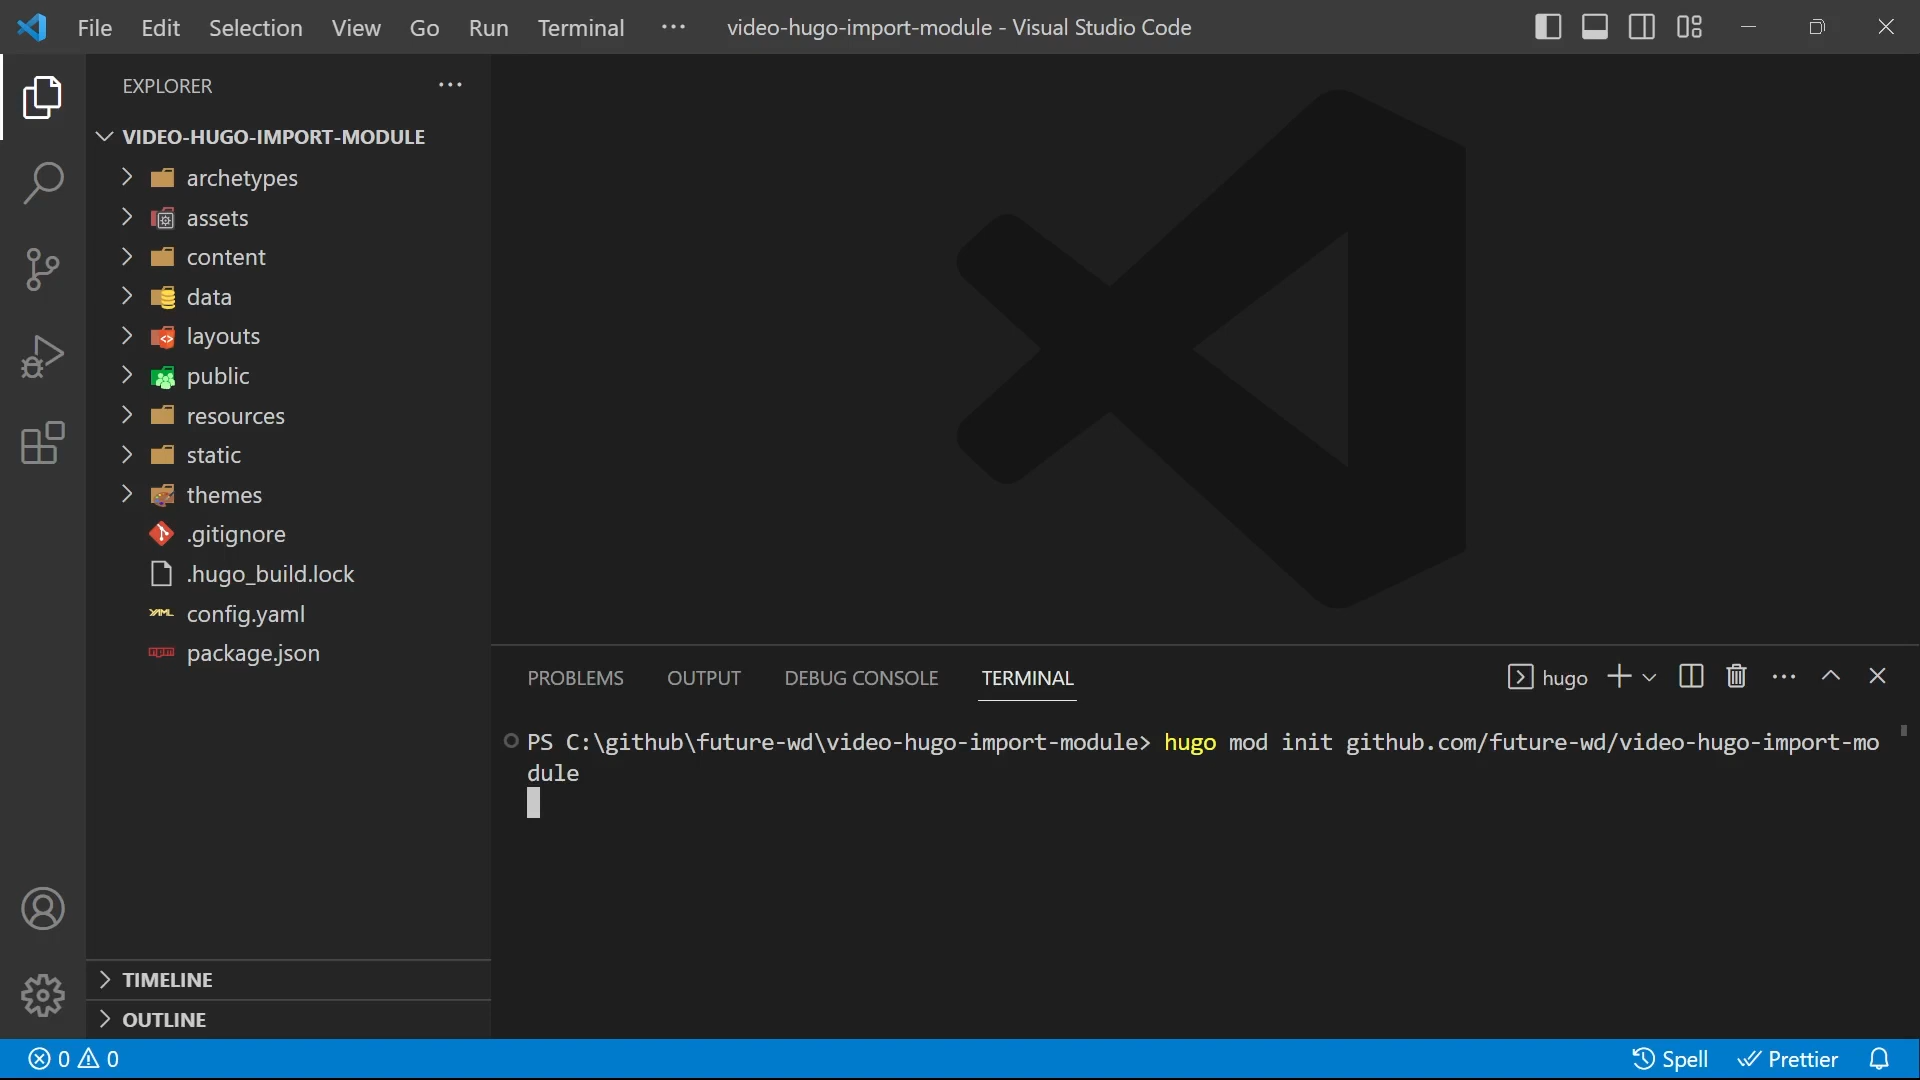 File Edit Selection View Go Run Terminal ··· video-hugo-import-module - Visual Studio Code
EXPLORER ···
VIDEO-HUGO-IMPORT-MODULE
archetypes
assets
content
data
layouts
public
resources
static
themes
.gitignore
.hugo_build.lock
YAML config.yaml
package.json
TIMELINE
OUTLINE
PROBLEMS OUTPUT DEBUG CONSOLE TERMINAL hugo ···
PS C:\github\future-wd\video-hugo-import-module> hugo mod init github.com/future-wd/video-hugo-import-mo
dule
0 0 Spell Prettier